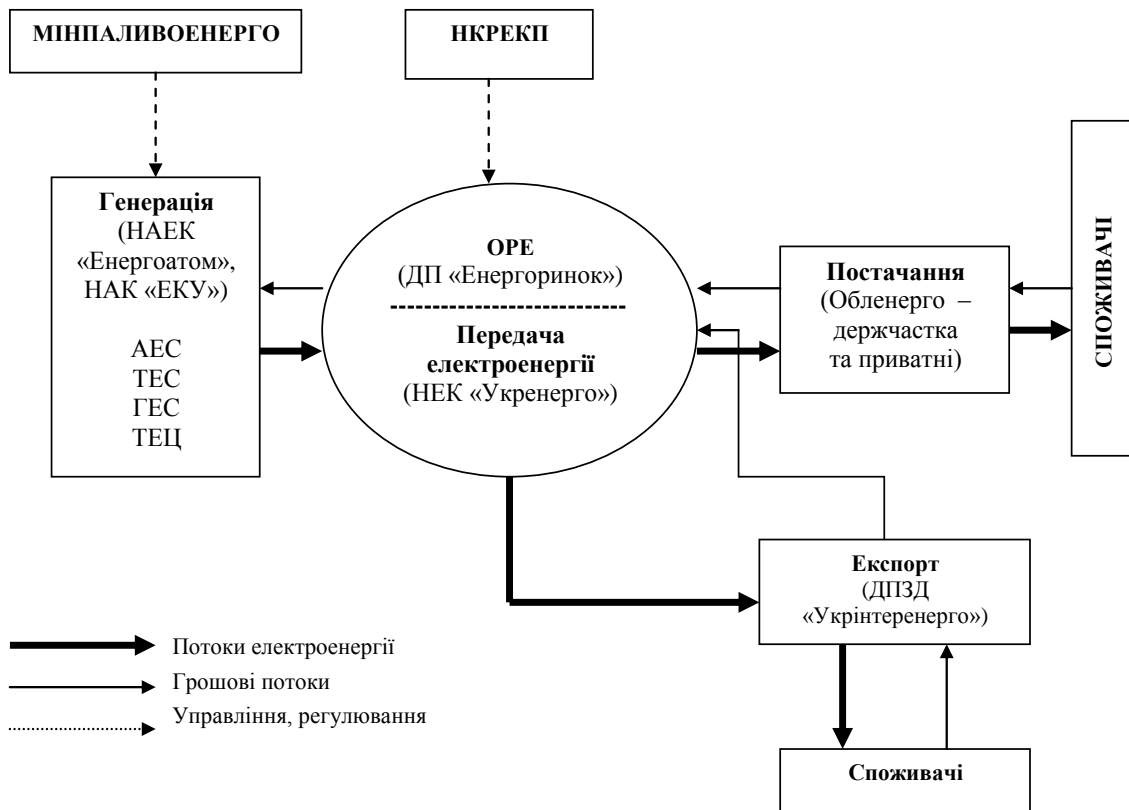 МІНПАЛИВОЕНЕРГО
НКРЕКП
Генерація
(НАЕК
«Енергоатом»,
НАК «ЕКУ»)
АЕС
ТЕС
ГЕС
ТЕЦ
ОРЕ
(ДП «Енергоринок»)
Передача
електроенергії
(НЕК «Укренерго»)
Постачання
(Обленерго –
держчастка
та приватні)
СПОЖИВАЧІ
Експорт
(ДПЗД
«Укрінтеренерго»)
Споживачі
Потоки електроенергії
Грошові потоки
Управління, регулювання